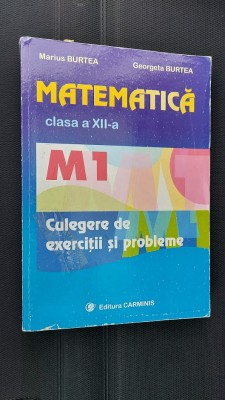 Marius BURTEA
Georgeta BURTEA
MATEMATICĂ
clasa a XII-a
M1
Culegere de
exerciții și probleme
Editura CARMINIS